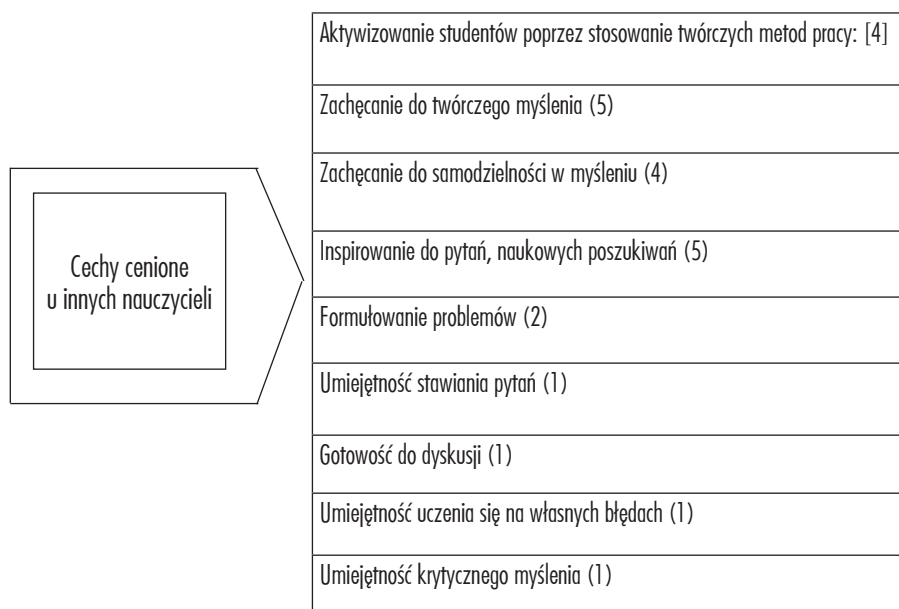 Cechy cenione
u innych nauczycieli
Aktywizowanie studentów poprzez stosowanie twórczych metod pracy: [4]
Zachęcanie do twórczego myślenia (5)
Zachęcanie do samodzielności w myśleniu (4)
Inspirowanie do pytań, naukowych poszukiwań (5)
Formułowanie problemów (2)
Umiejętność stawiania pytań (1)
Gotowość do dyskusji (1)
Umiejętność uczenia się na własnych błędach (1)
Umiejętność krytycznego myślenia (1)